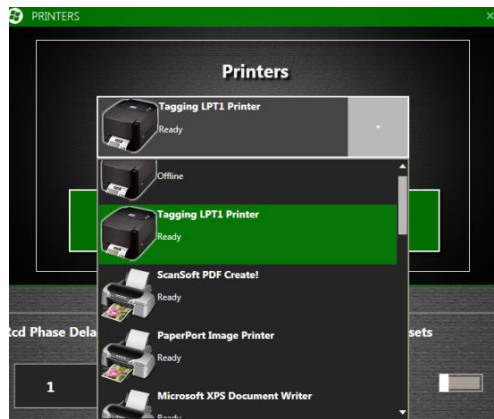 PRINTERS
Printers
Tagging LPT1 Printer
Ready
Offline
Tagging LPT1 Printer
Ready
ScanSoft PDF Create!
Ready
PaperPort Image Printer
Ready
Microsoft XPS Document Writer
Ready
Rcd Phase Dela
sets
1